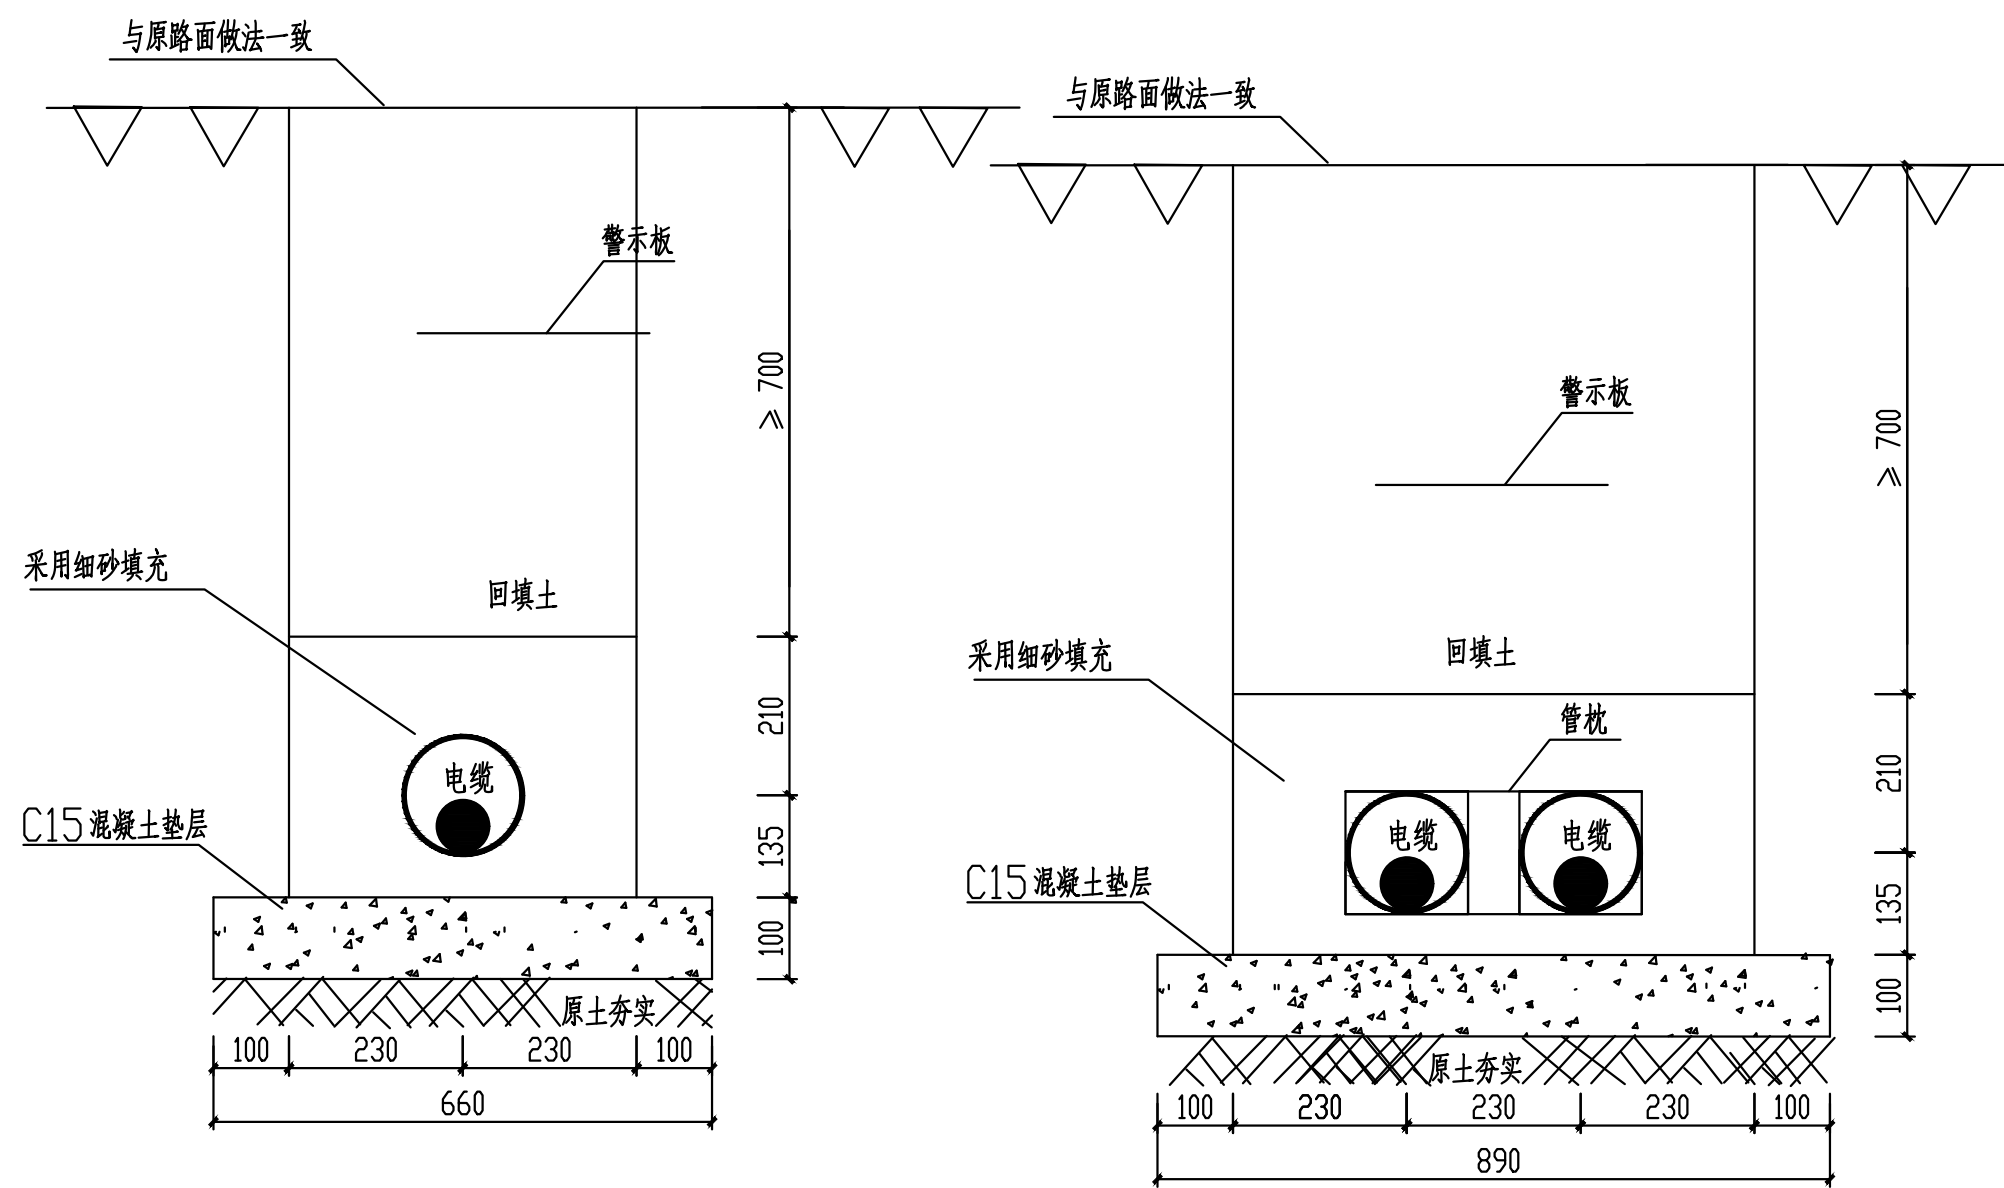 与原路面做法一致
警示板
≥700
采用细砂填充
回填土
210
电缆
135
C15混凝土垫层
100
原土夯实
100 230 230 100
660
与原路面做法一致
警示板
≥700
采用细砂填充
回填土
管枕
210
电缆 电缆
135
C15混凝土垫层
100
原土夯实
100 230 230 230 100
890